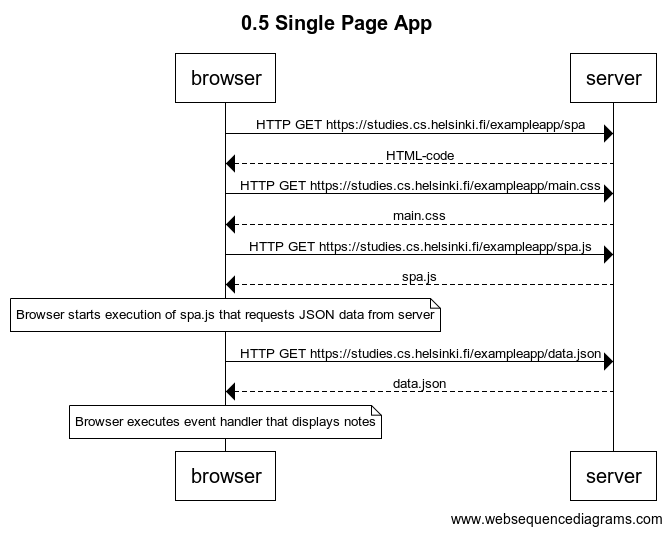 0.5 Single Page App
browser
server
HTTP GET https://studies.cs.helsinki.fi/exampleapp/spa
HTML-code
HTTP GET https://studies.cs.helsinki.fi/exampleapp/main.css
main.css
HTTP GET https://studies.cs.helsinki.fi/exampleapp/spa.js
spa.js
Browser starts execution of spa.js that requests JSON data from server
HTTP GET https://studies.cs.helsinki.fi/exampleapp/data.json
data.json
Browser executes event handler that displays notes
browser
server
www.websequencediagrams.com